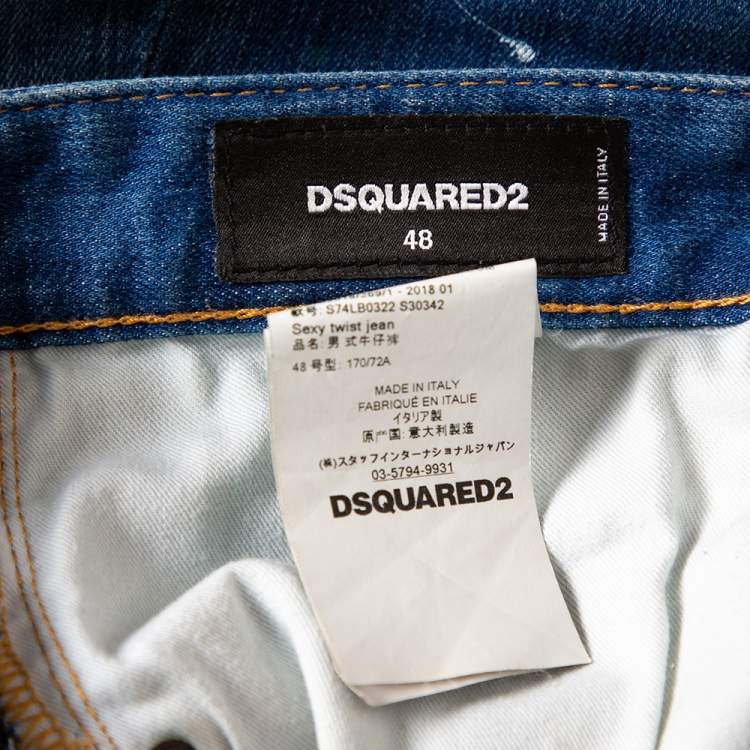 DSQUARED2
48
MADE IN ITALY
2018 01
款号: S74LB0322 S30342
Sexy twist jean
品名: 男式牛仔裤
48 号型: 170/72A
MADE IN ITALY
FABRIQUÉ EN ITALIE
イタリア製
原产国: 意大利製造
(株)スタッフインターナショナルジャパン
03-5794-9931
DSQUARED2